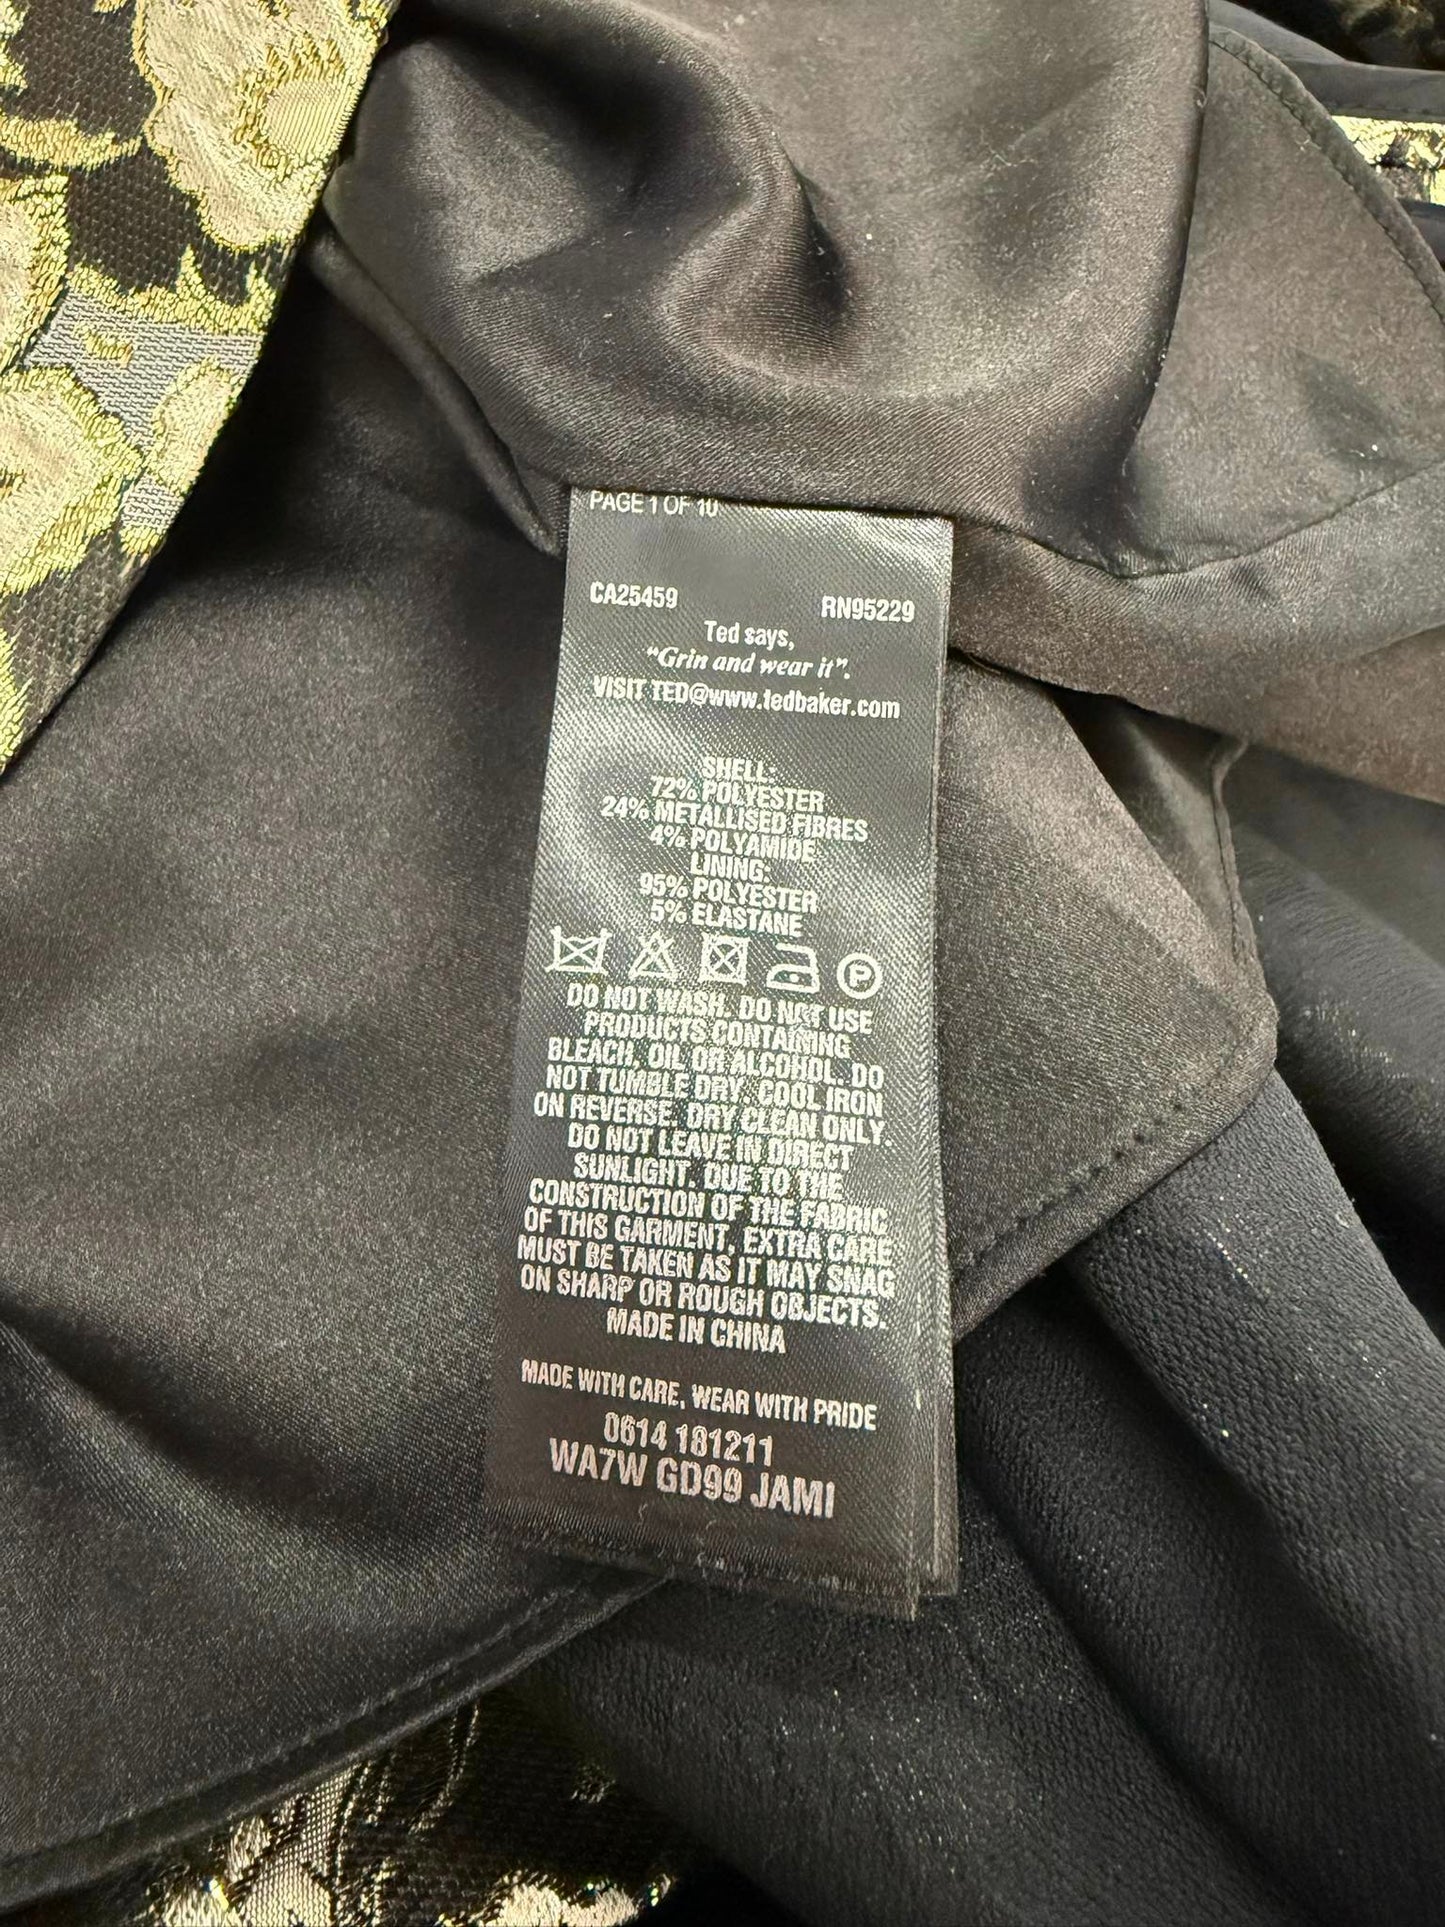 PAGE 1 OF 10
CA25459 RN95229
Ted says,
"Grin and wear it".
VISIT TED@www.tedbaker.com
SHELL:
72% POLYESTER
24% METALLISED FIBRES
4% POLYAMIDE
LINING:
95% POLYESTER
5% ELASTANE
P
DO NOT WASH. DO NOT USE
PRODUCTS CONTAINING
BLEACH, OIL OR ALCOHOL. DO
NOT TUMBLE DRY. COOL IRON
ON REVERSE. DRY CLEAN ONLY.
DO NOT LEAVE IN DIRECT
SUNLIGHT. DUE TO THE
CONSTRUCTION OF THE FABRIC
OF THIS GARMENT, EXTRA CARE
MUST BE TAKEN AS IT MAY SNAG
ON SHARP OR ROUGH OBJECTS.
MADE IN CHINA
MADE WITH CARE, WEAR WITH PRIDE
0614 181211
WA7W GD99 JAMI